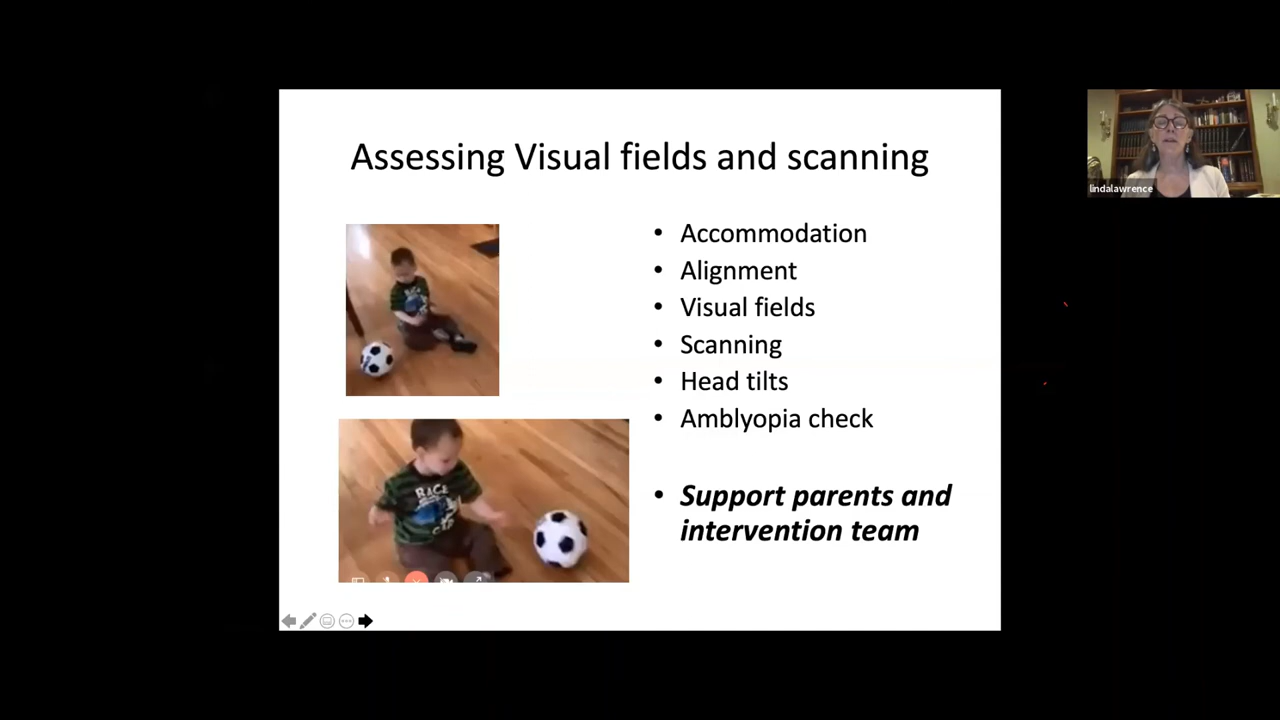 Assessing Visual fields and scanning
lindalawrence
• Accommodation
• Alignment
• Visual fields
• Scanning
• Head tilts
• Amblyopia check
• Support parents and
intervention team
RACE